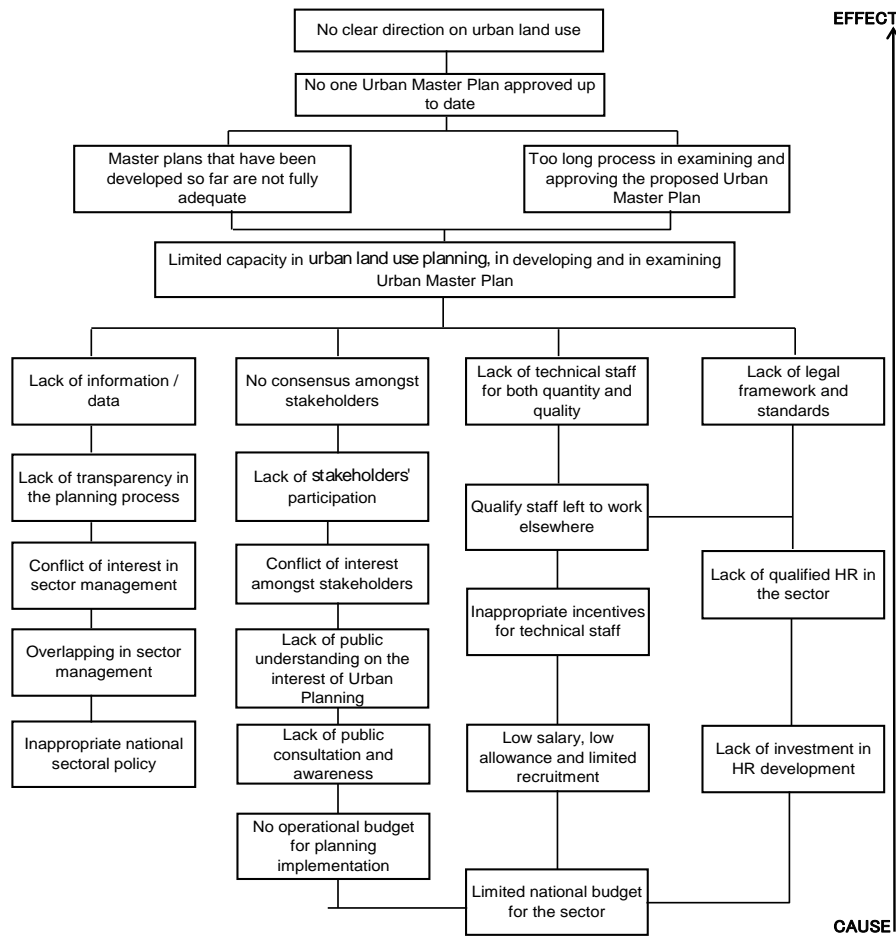 No clear direction on urban land use
EFFECT
No one Urban Master Plan approved up
to date
Master plans that have been
developed so far are not fully
adequate
Too long process in examining and
approving the proposed Urban
Master Plan
Limited capacity in urban land use planning, in developing and in examining
Urban Master Plan
Lack of information /
data
No consensus amongst
stakeholders
Lack of technical staff
for both quantity and
quality
Lack of legal
framework and
standards
Lack of transparency in
the planning process
Lack of stakeholders'
participation
Qualify staff left to work
elsewhere
Conflict of interest in
sector management
Conflict of interest
amongst stakeholders
Lack of qualified HR in
the sector
Inappropriate incentives
for technical staff
Overlapping in sector
management
Lack of public
understanding on the
interest of Urban
Planning
Inappropriate national
sectoral policy
Lack of public
consultation and
awareness
Low salary, low
allowance and limited
recruitment
Lack of investment in
HR development
No operational budget
for planning
implementation
Limited national budget
for the sector
CAUSE